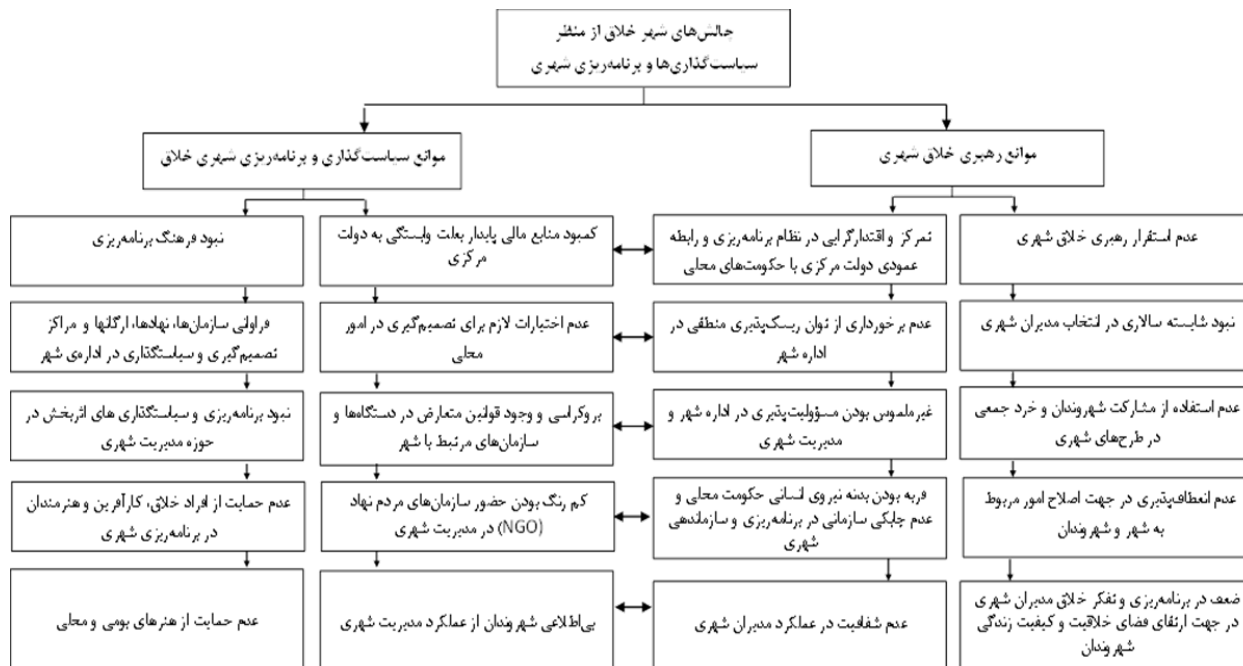 چالش‌های شهر خلاق از منظر
سیاست‌گذاری‌ها و برنامه‌ریزی شهری
موانع رهبری خلاق شهری
موانع سیاست‌گذاری و برنامه‌ریزی شهری خلاق
عدم استقرار رهبری خلاق شهری
تمرکز و اقتدارگرایی در نظام برنامه‌ریزی و رابطه
عمودی دولت مرکزی با حکومت‌های محلی
کمبود منابع مالی پایدار بعلت وابستگی به دولت
مرکزی
نبود فرهنگ برنامه‌ریزی
نبود شایسته سالاری در انتخاب مدیران شهری
عدم برخورداری از توان ریسک‌پذیری منطقی در
اداره شهر
عدم اختیارات لازم برای تصمیم‌گیری در امور
محلی
فراوانی سازمان‌ها، نهادها، ارگانها و مراکز
تصمیم‌گیری و سیاستگذاری در اداره‌ی شهر
عدم استفاده از مشارکت شهروندان و خرد جمعی
در طرح‌های شهری
غیرملموس بودن مسؤولیت‌پذیری در اداره شهر و
مدیریت شهری
بروکراسی و وجود قوانین متعارض در دستگاه‌ها و
سازمان‌های مرتبط با شهر
نبود برنامه‌ریزی و سیاستگذاری های اثربخش در
حوزه مدیریت شهری
عدم انعطاف‌پذیری در جهت اصلاح امور مربوط
به شهر و شهروندان
فربه بودن بدنه نیروی انسانی حکومت محلی و
عدم چابکی سازمانی در برنامه‌ریزی و سازماندهی
شهری
کم رنگ بودن حضور سازمان‌های مردم نهاد
(NGO) در مدیریت شهری
عدم حمایت از افراد خلاق، کارآفرین و هنرمندان
در برنامه‌ریزی شهری
ضعف در برنامه‌ریزی و تفکر خلاق مدیران شهری
در جهت ارتقای فضای خلاقیت و کیفیت زندگی
شهروندان
عدم شفافیت در عملکرد مدیران شهری
بی‌اطلاعی شهروندان از عملکرد مدیریت شهری
عدم حمایت از هنرهای بومی و محلی